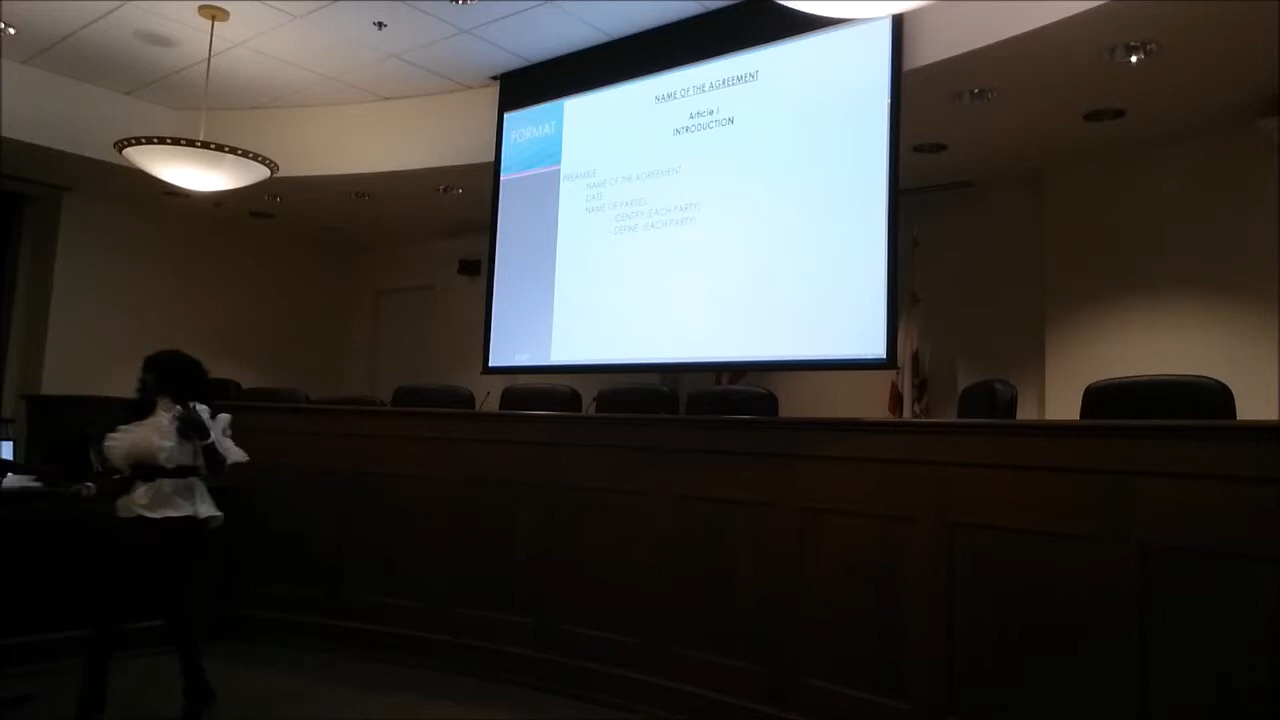 NAME OF THE AGREEMENT
Article I
INTRODUCTION
FORMAT
PREAMBLE
- NAME OF THE AGREEMENT
DATE
NAME OF PARTIES
- IDENTIFY (EACH PARTY)
- DEFINE (EACH PARTY)